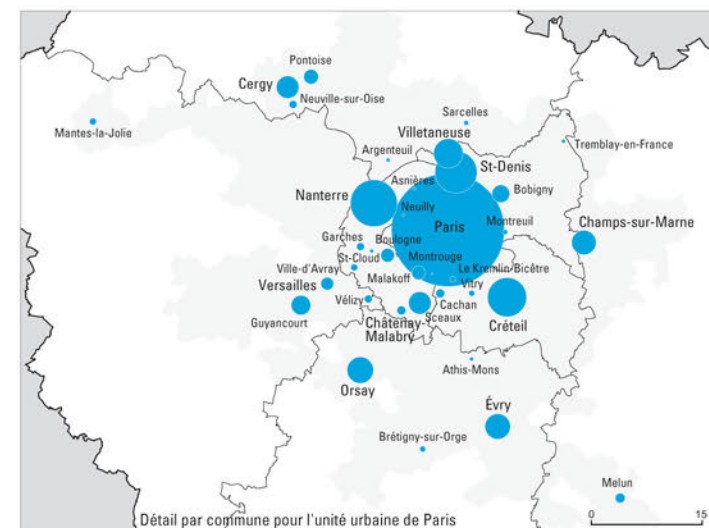 Pontoise
Cergy
Neuville-sur-Oise
Mantes-la-Jolie
Sarcelles
Villetaneuse
Tremblay-en-France
Argenteuil
St-Denis
Asnières
Bobigny
Nanterre
Neuilly
Paris
Montreuil
Champs-sur-Marne
Garches
Boulogne
St-Cloud
Montrouge
Ville-d'Avray
Malakoff
Le Kremlin-Bicêtre
Versailles
Vitry
Vélizy
Cachan
Guyancourt
Sceaux
Créteil
Châtenay-
Malabry
Athis-Mons
Orsay
Évry
Brétigny-sur-Orge
Melun
Détail par commune pour l'unité urbaine de Paris
0 15